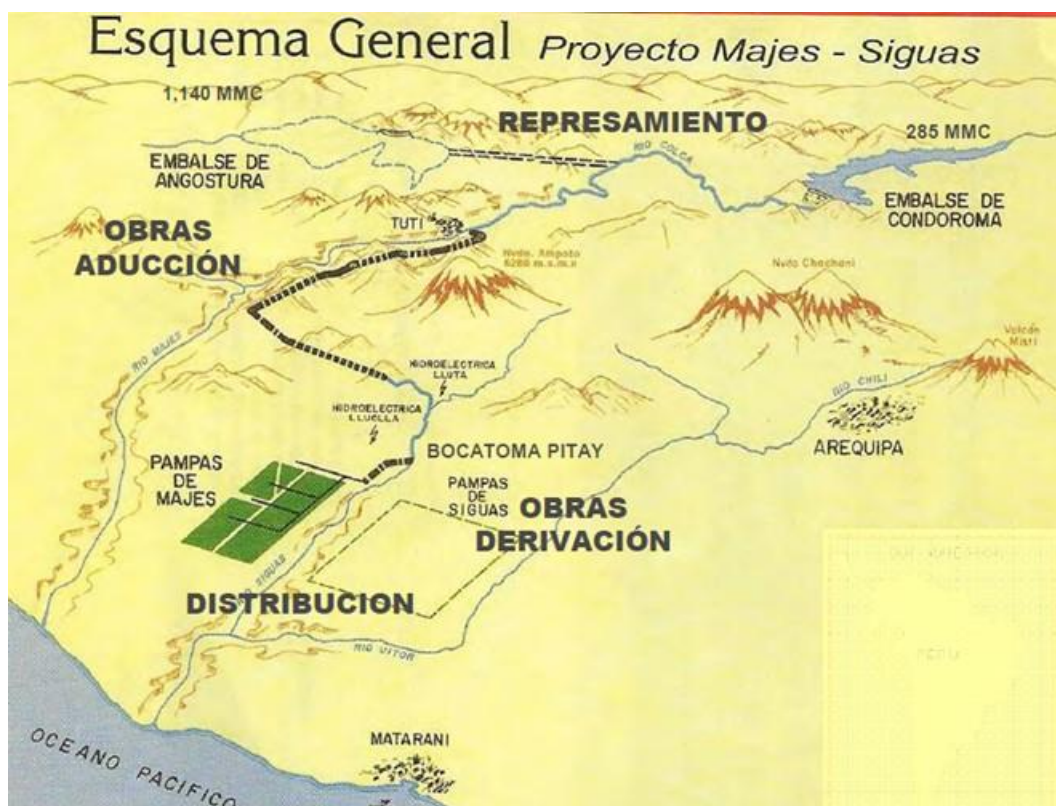 Esquema General Proyecto Majes - Siguas
1,140 MMC
REPRESAMIENTO
285 MMC
RIO COLCA
EMBALSE DE
ANGOSTURA
EMBALSE DE
CONDOROMA
TUTI
OBRAS
ADUCCIÓN
Nvdo. Ampato
6288 m.s.n.m
Nvdo Chachani
Volcán
Misti
RIO MAJES
HIDROELECTRICA
LLUTA
RIO CHILI
HIDROELECTRICA
LLUCLLA
AREQUIPA
BOCATOMA PITAY
PAMPAS
DE
MAJES
PAMPAS
DE
SIGUAS
OBRAS
DERIVACIÓN
SIGUAS
DISTRIBUCION
RIO VITOR
MATARANI
OCEANO PACIFICO